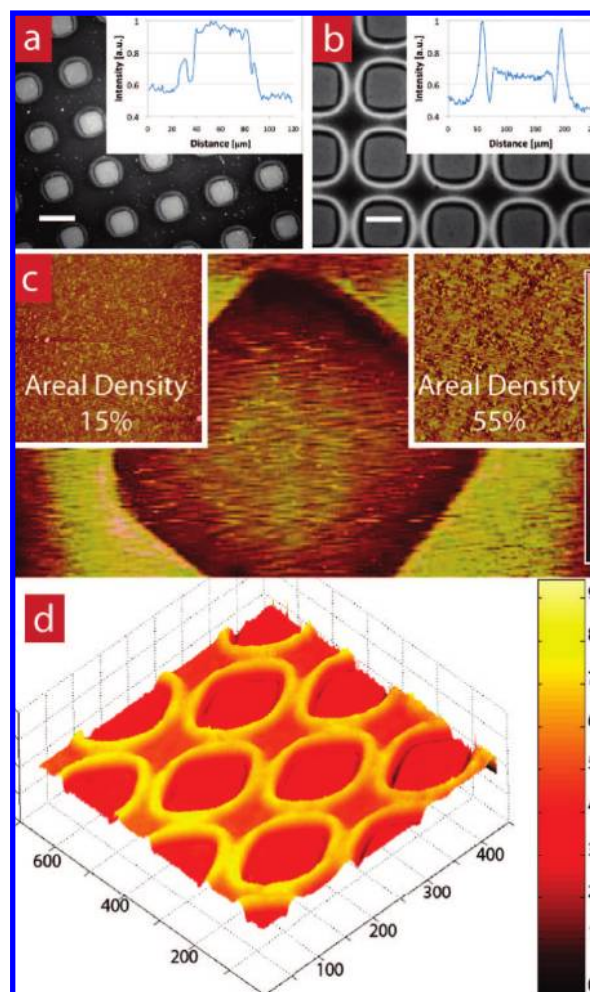 a
Intensity [a.u.]
1
0.8
0.6
0.4
0 20 40 60 80 100 120
Distance [μm]
b
Intensity [a.u.]
1
0.8
0.6
0.4
0 50 100 150 200
Distance [μm]
c
Areal Density
15%
Areal Density
55%
d
600
400
200
100
200
300
400
0